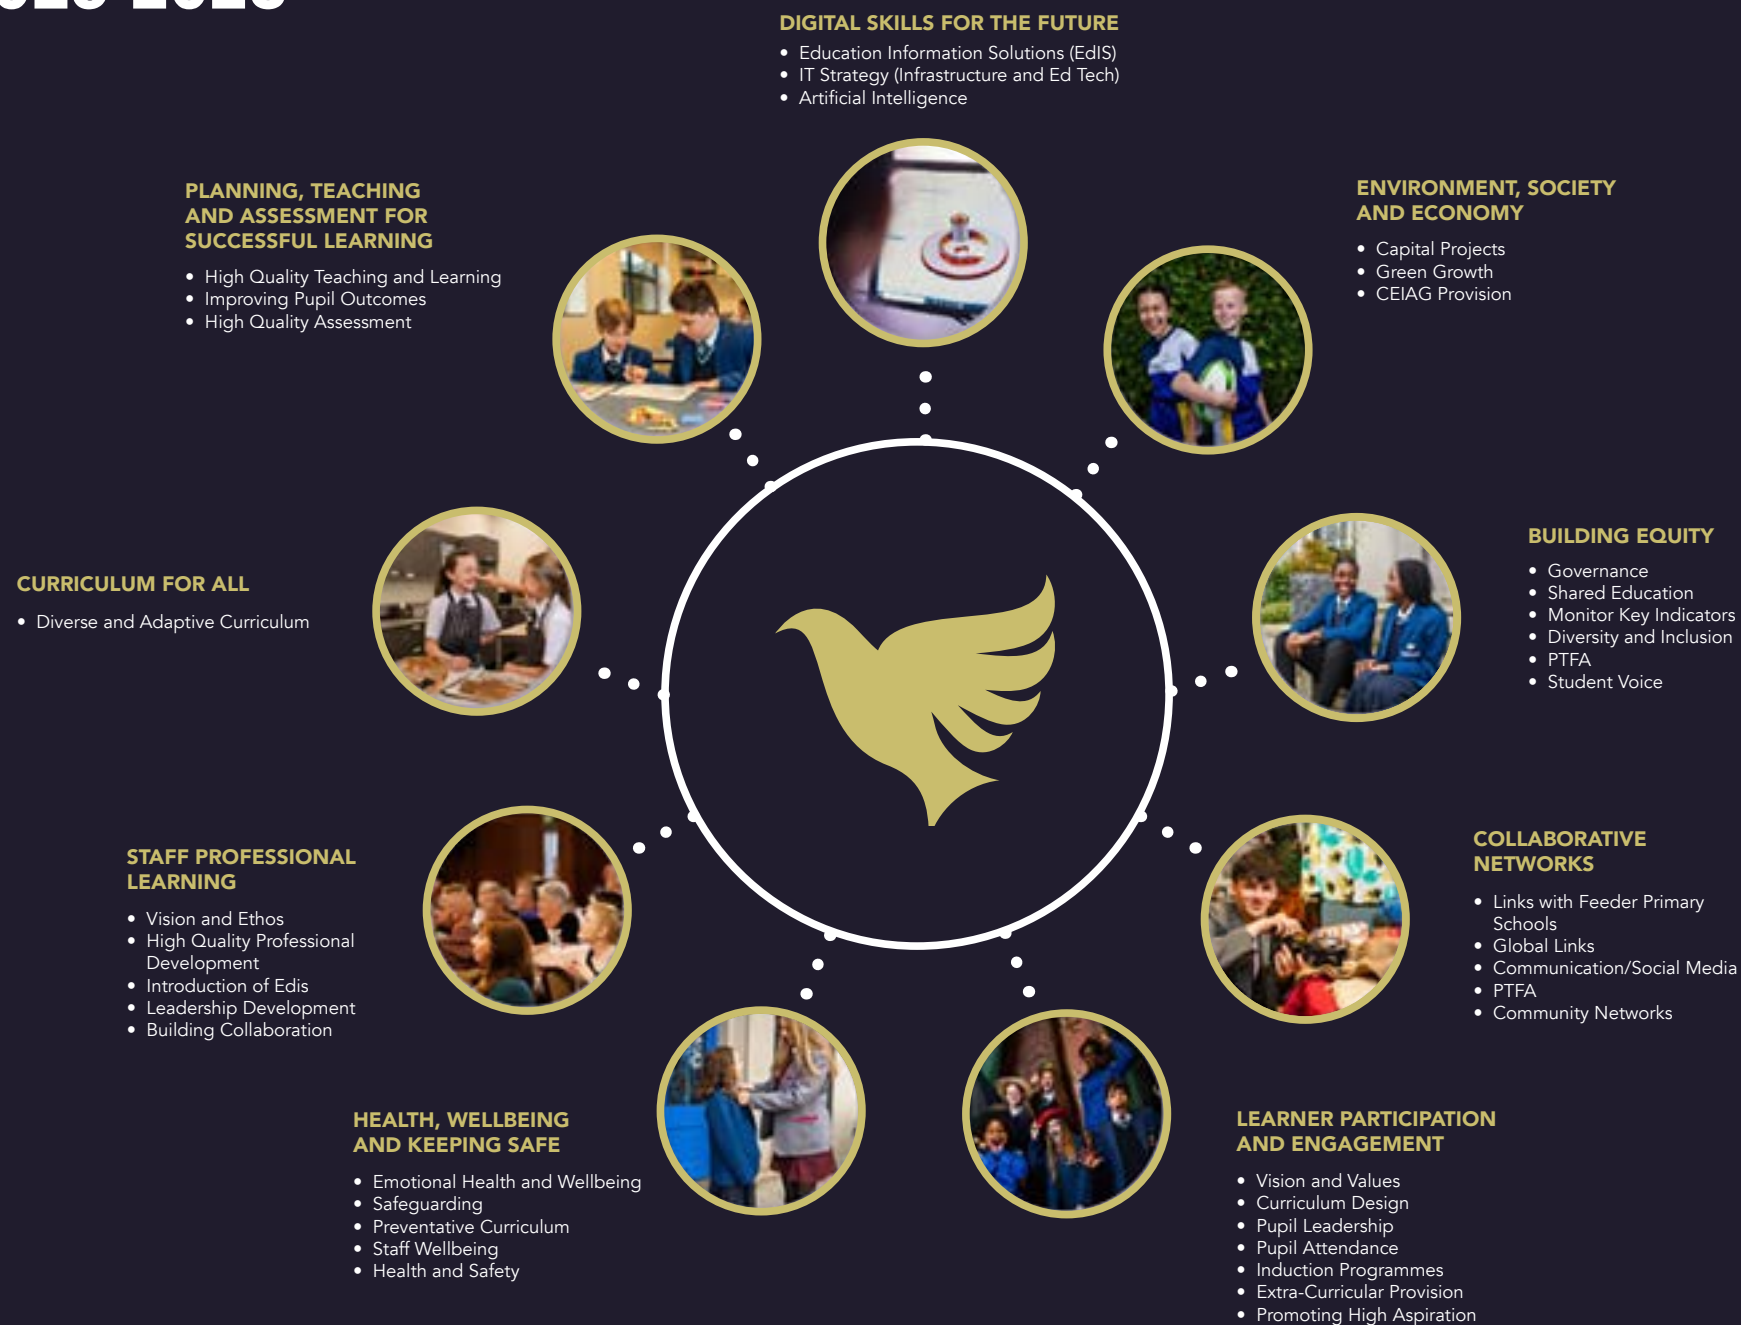 DIGITAL SKILLS FOR THE FUTURE
• Education Information Solutions (EdIS)
• IT Strategy (Infrastructure and Ed Tech)
• Artificial Intelligence
PLANNING, TEACHING
AND ASSESSMENT FOR
SUCCESSFUL LEARNING
• High Quality Teaching and Learning
• Improving Pupil Outcomes
• High Quality Assessment
ENVIRONMENT, SOCIETY
AND ECONOMY
• Capital Projects
• Green Growth
• CEIAG Provision
CURRICULUM FOR ALL
• Diverse and Adaptive Curriculum
BUILDING EQUITY
• Governance
• Shared Education
• Monitor Key Indicators
• Diversity and Inclusion
• PTFA
• Student Voice
STAFF PROFESSIONAL
LEARNING
• Vision and Ethos
• High Quality Professional
Development
• Introduction of Edis
• Leadership Development
• Building Collaboration
COLLABORATIVE
NETWORKS
• Links with Feeder Primary
Schools
• Global Links
• Communication/Social Media
• PTFA
• Community Networks
HEALTH, WELLBEING
AND KEEPING SAFE
• Emotional Health and Wellbeing
• Safeguarding
• Preventative Curriculum
• Staff Wellbeing
• Health and Safety
LEARNER PARTICIPATION
AND ENGAGEMENT
• Vision and Values
• Curriculum Design
• Pupil Leadership
• Pupil Attendance
• Induction Programmes
• Extra-Curricular Provision
• Promoting High Aspiration